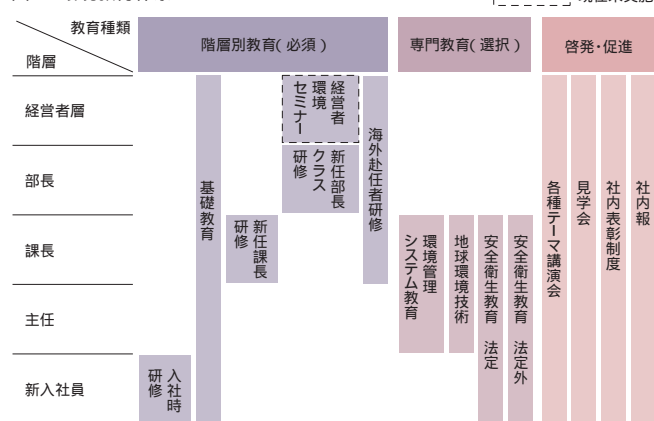 教育種類
階層
階層別教育(必須)
専門教育(選択)
啓発・促進
経営者層
部長
課長
主任
新入社員
入社時
研修
基礎教育
新任課長
研修
経営者
環境
セミナー
新任部長
クラス
研修
海外赴任者研修
環境管理
システム教育
地球環境技術
安全衛生教育 法定
安全衛生教育 法定外
各種テーマ講演会
見学会
社内表彰制度
社内報